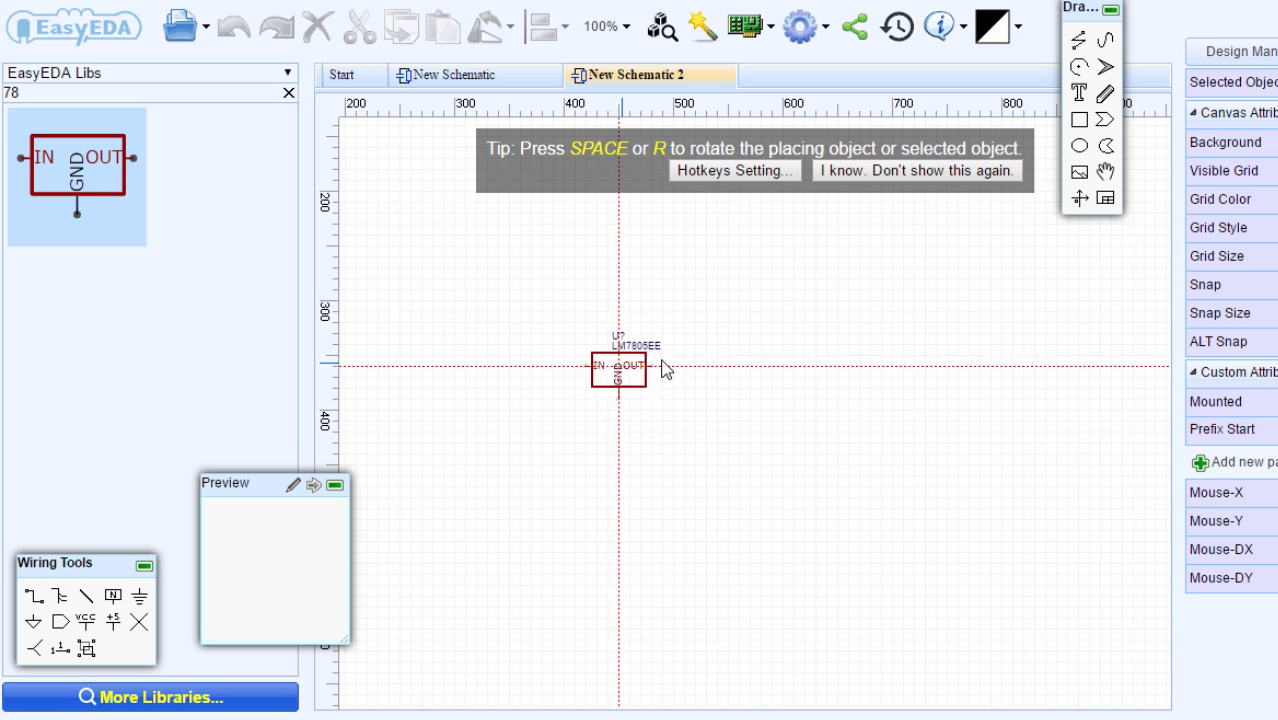 EasyEDA
100%
Dra...
EasyEDA Libs
78
IN
OUT
GND
Start
New Schematic
New Schematic 2
200
300
400
500
600
700
800
00
Tip: Press SPACE or R to rotate the placing object or selected object.
Hotkeys Setting...
I know. Don't show this again.
200
300
400
U?
LM7805EE
IN
OUT
GND
Preview
Wiring Tools
N
VCC
+5
More Libraries...
Design Man
Selected Objec
Canvas Attrib
Background
Visible Grid
Grid Color
Grid Style
Grid Size
Snap
Snap Size
ALT Snap
Custom Attrib
Mounted
Prefix Start
Add new pa
Mouse-X
Mouse-Y
Mouse-DX
Mouse-DY